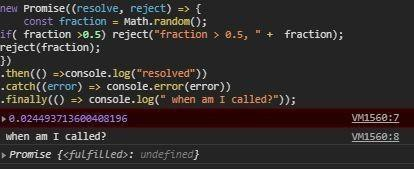 new Promise((resolve, reject) => {
const fraction = Math.random();
if( fraction >0.5) reject("fraction > 0.5, " + fraction);
reject(fraction);
})
.then(() =>console.log("resolved"))
.catch((error) => console.error(error))
.finally(() => console.log(" when am I called?"));
▸0.024493713600408196 VM1560:7
when am I called? VM1560:8
▸Promise {<fulfilled>: undefined}